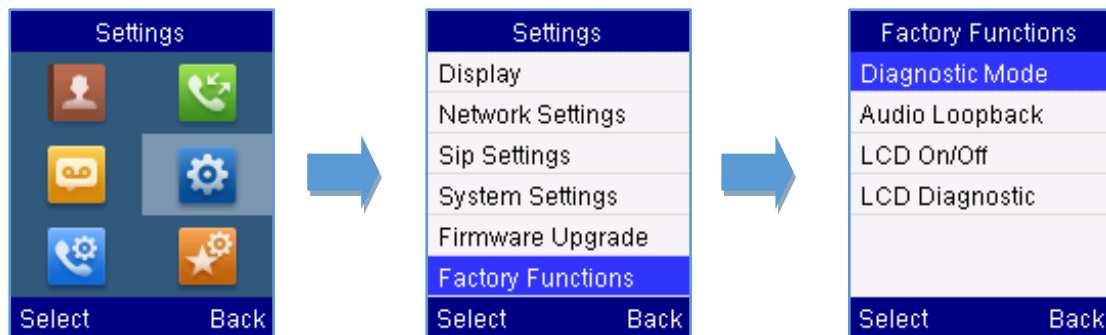 Settings
Select Back
Settings
Display
Network Settings
Sip Settings
System Settings
Firmware Upgrade
Factory Functions
Select Back
Factory Functions
Diagnostic Mode
Audio Loopback
LCD On/Off
LCD Diagnostic
Select Back